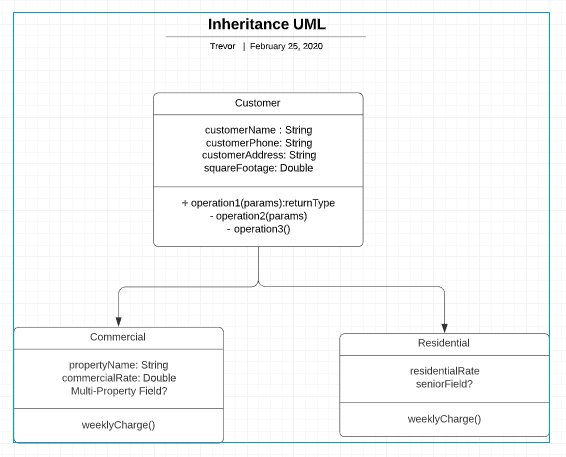 Inheritance UML
Trevor | February 25, 2020
Customer
customerName : String
customerPhone: String
customerAddress: String
squareFootage: Double
+ operation1(params):returnType
- operation2(params)
- operation3()
Commercial
propertyName: String
commercialRate: Double
Multi-Property Field?
weeklyCharge()
Residential
residentialRate
seniorField?
weeklyCharge()